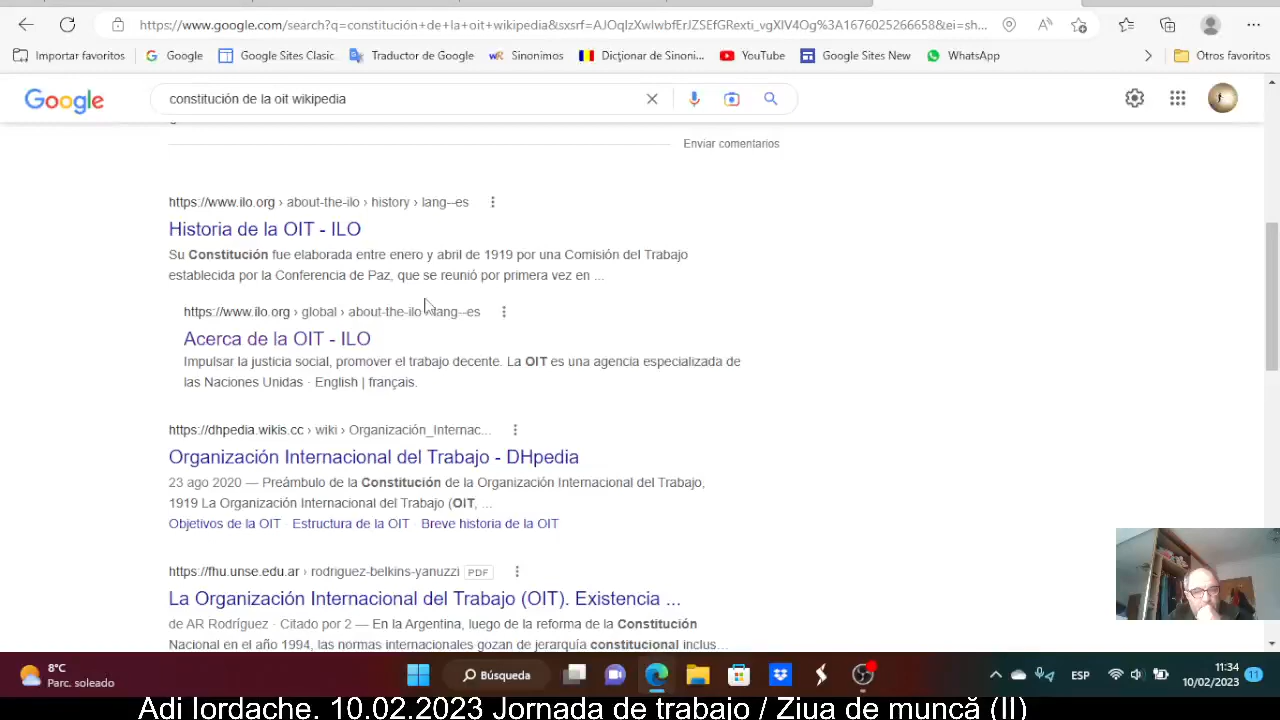 https://www.google.com/search?q=constitución+de+la+oit+wikipedia&sxsrf=AJOqlzXwIwbfErJZSEfGRexti_vgXlV4Og%3A1676025266658&ei=sh...
Importar favoritos
Google
Google Sites Clasic
Traductor de Google
Sinonimos
Dicţionar de Sinoni...
YouTube
Google Sites New
WhatsApp
Otros favoritos
Google
constitución de la oit wikipedia
Enviar comentarios
https://www.ilo.org › about-the-ilo › history › lang--es
Historia de la OIT - ILO
Su Constitución fue elaborada entre enero y abril de 1919 por una Comisión del Trabajo
establecida por la Conferencia de Paz, que se reunió por primera vez en ...
https://www.ilo.org › global › about-the-ilo › lang--es
Acerca de la OIT - ILO
Impulsar la justicia social, promover el trabajo decente. La OIT es una agencia especializada de
las Naciones Unidas · English | français.
https://dhpedia.wikis.cc › wiki › Organización_Internac...
Organización Internacional del Trabajo - DHpedia
23 ago 2020 — Preámbulo de la Constitución de la Organización Internacional del Trabajo,
1919 La Organización Internacional del Trabajo (OIT, ...
Objetivos de la OIT · Estructura de la OIT · Breve historia de la OIT
https://fhu.unse.edu.ar › rodriguez-belkins-yanuzzi PDF
La Organización Internacional del Trabajo (OIT). Existencia ...
de AR Rodríguez · Citado por 2 — En la Argentina, luego de la reforma de la Constitución
Nacional en el año 1994, las normas internacionales gozan de jerarquía constitucional inclus...
8°C
Parc. soleado
Búsqueda
ESP
11:34
10/02/2023
11
Adi Iordache. 10.02.2023 Jornada de trabajo / Ziua de muncă (II)